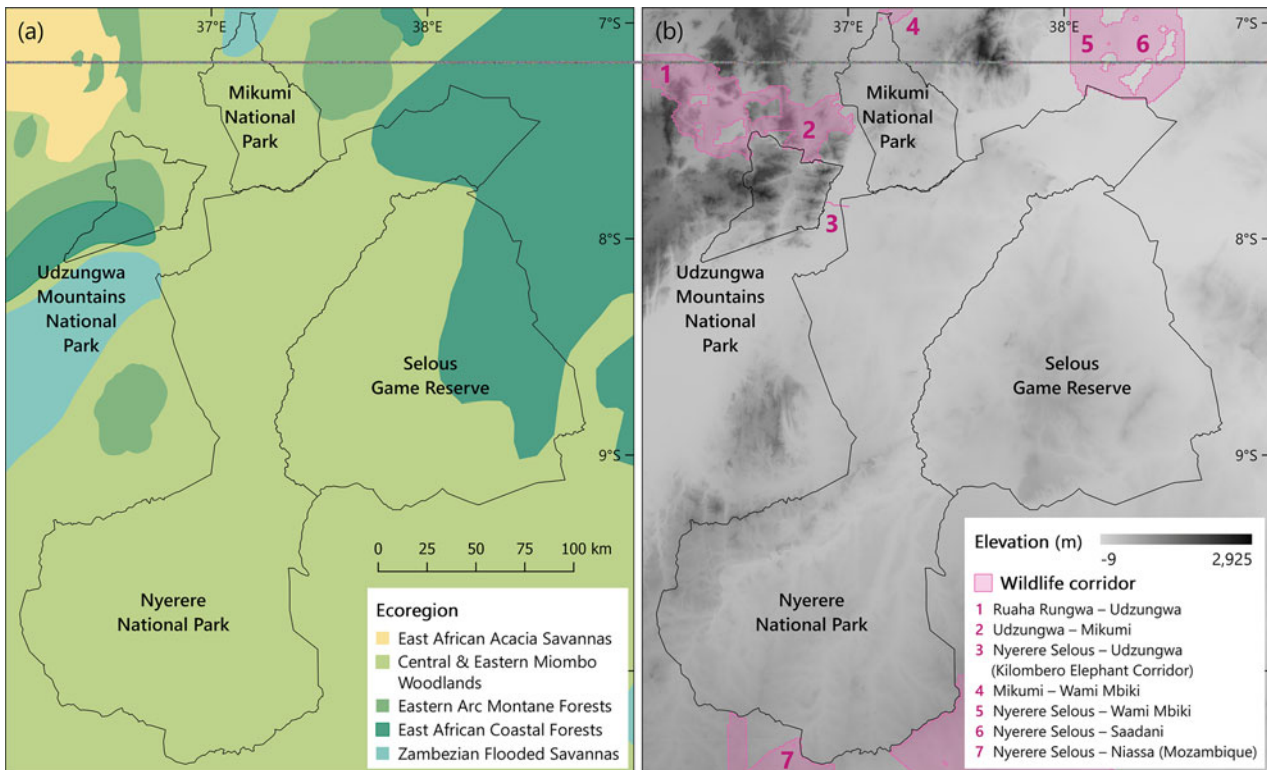 (a)
37°E
38°E
7°S
Mikumi
National
Park
8°S
Udzungwa
Mountains
National
Park
Selous
Game Reserve
9°S
0 25 50 75 100 km
Nyerere
National Park
Ecoregion
East African Acacia Savannas
Central & Eastern Miombo
Woodlands
Eastern Arc Montane Forests
East African Coastal Forests
Zambezian Flooded Savannas
(b)
37°E
38°E
7°S
4
5
6
1
Mikumi
National
Park
2
3
8°S
Udzungwa
Mountains
National
Park
Selous
Game Reserve
9°S
Nyerere
National Park
7
Elevation (m)
-9 2,925
Wildlife corridor
1 Ruaha Rungwa – Udzungwa
2 Udzungwa – Mikumi
3 Nyerere Selous – Udzungwa
(Kilombero Elephant Corridor)
4 Mikumi – Wami Mbiki
5 Nyerere Selous – Wami Mbiki
6 Nyerere Selous – Saadani
7 Nyerere Selous – Niassa (Mozambique)